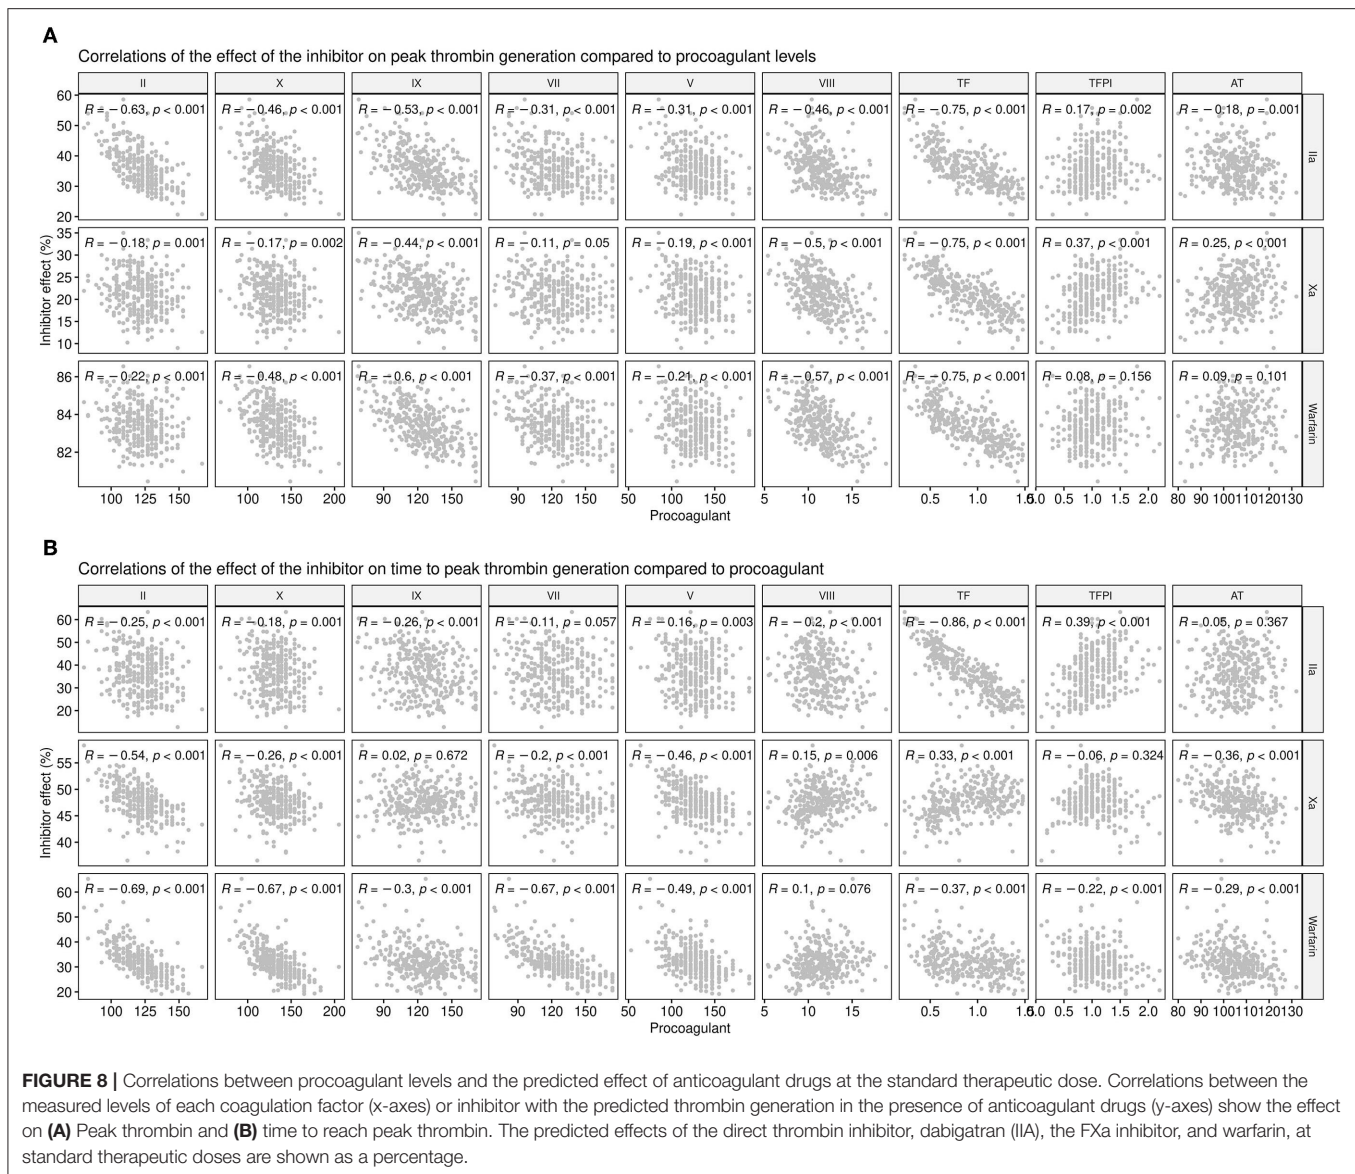 A
Correlations of the effect of the inhibitor on peak thrombin generation compared to procoagulant levels
II X IX VII V VIII TF TFPI AT
60 R = −0.63, p < 0.001 R = −0.46, p < 0.001 R = −0.53, p < 0.001 R = −0.31, p < 0.001 R = −0.31, p < 0.001 R = −0.46, p < 0.001 R = −0.75, p < 0.001 R = 0.17, p = 0.002 R = −0.18, p = 0.001
50
40 IIa
30
20
Inhibitor effect (%)
35 R = −0.18, p = 0.001 R = −0.17, p = 0.002 R = −0.44, p < 0.001 R = −0.11, p = 0.05 R = −0.19, p < 0.001 R = −0.5, p < 0.001 R = −0.75, p < 0.001 R = 0.37, p < 0.001 R = 0.25, p < 0.001
30
25
20 Xa
15
10
86 R = −0.22, p < 0.001 R = −0.48, p < 0.001 R = −0.6, p < 0.001 R = −0.37, p < 0.001 R = −0.21, p < 0.001 R = −0.57, p < 0.001 R = −0.75, p < 0.001 R = 0.08, p = 0.156 R = 0.09, p = 0.101
84 Warfarin
82
100 125 150 100 150 200 90 120 150 90 120 150 50 100 150 5 10 15 0.5 1.0 1.5 0.0 0.5 1.0 1.5 2.0 80 90 100 110 120 130
Procoagulant
B
Correlations of the effect of the inhibitor on time to peak thrombin generation compared to procoagulant
II X IX VII V VIII TF TFPI AT
60 R = −0.25, p < 0.001 R = −0.18, p = 0.001 R = −0.26, p < 0.001 R = −0.11, p = 0.057 R = −0.16, p = 0.003 R = −0.2, p < 0.001 R = −0.86, p < 0.001 R = 0.39, p < 0.001 R = 0.05, p = 0.367
50
40 IIa
30
20
Inhibitor effect (%)
55 R = −0.54, p < 0.001 R = −0.26, p < 0.001 R = 0.02, p = 0.672 R = −0.2, p < 0.001 R = −0.46, p < 0.001 R = 0.15, p = 0.006 R = 0.33, p < 0.001 R = −0.06, p = 0.324 R = −0.36, p < 0.001
50 Xa
45
40
60 R = −0.69, p < 0.001 R = −0.67, p < 0.001 R = −0.3, p < 0.001 R = −0.67, p < 0.001 R = −0.49, p < 0.001 R = 0.1, p = 0.076 R = −0.37, p < 0.001 R = −0.22, p < 0.001 R = −0.29, p < 0.001
50
40 Warfarin
30
20
100 125 150 100 150 200 90 120 150 90 120 150 50 100 150 5 10 15 0.5 1.0 1.5 0.0 0.5 1.0 1.5 2.0 80 90 100 110 120 130
Procoagulant
FIGURE 8 | Correlations between procoagulant levels and the predicted effect of anticoagulant drugs at the standard therapeutic dose. Correlations between the
measured levels of each coagulation factor (x-axes) or inhibitor with the predicted thrombin generation in the presence of anticoagulant drugs (y-axes) show the effect
on (A) Peak thrombin and (B) time to reach peak thrombin. The predicted effects of the direct thrombin inhibitor, dabigatran (IIA), the FXa inhibitor, and warfarin, at
standard therapeutic doses are shown as a percentage.